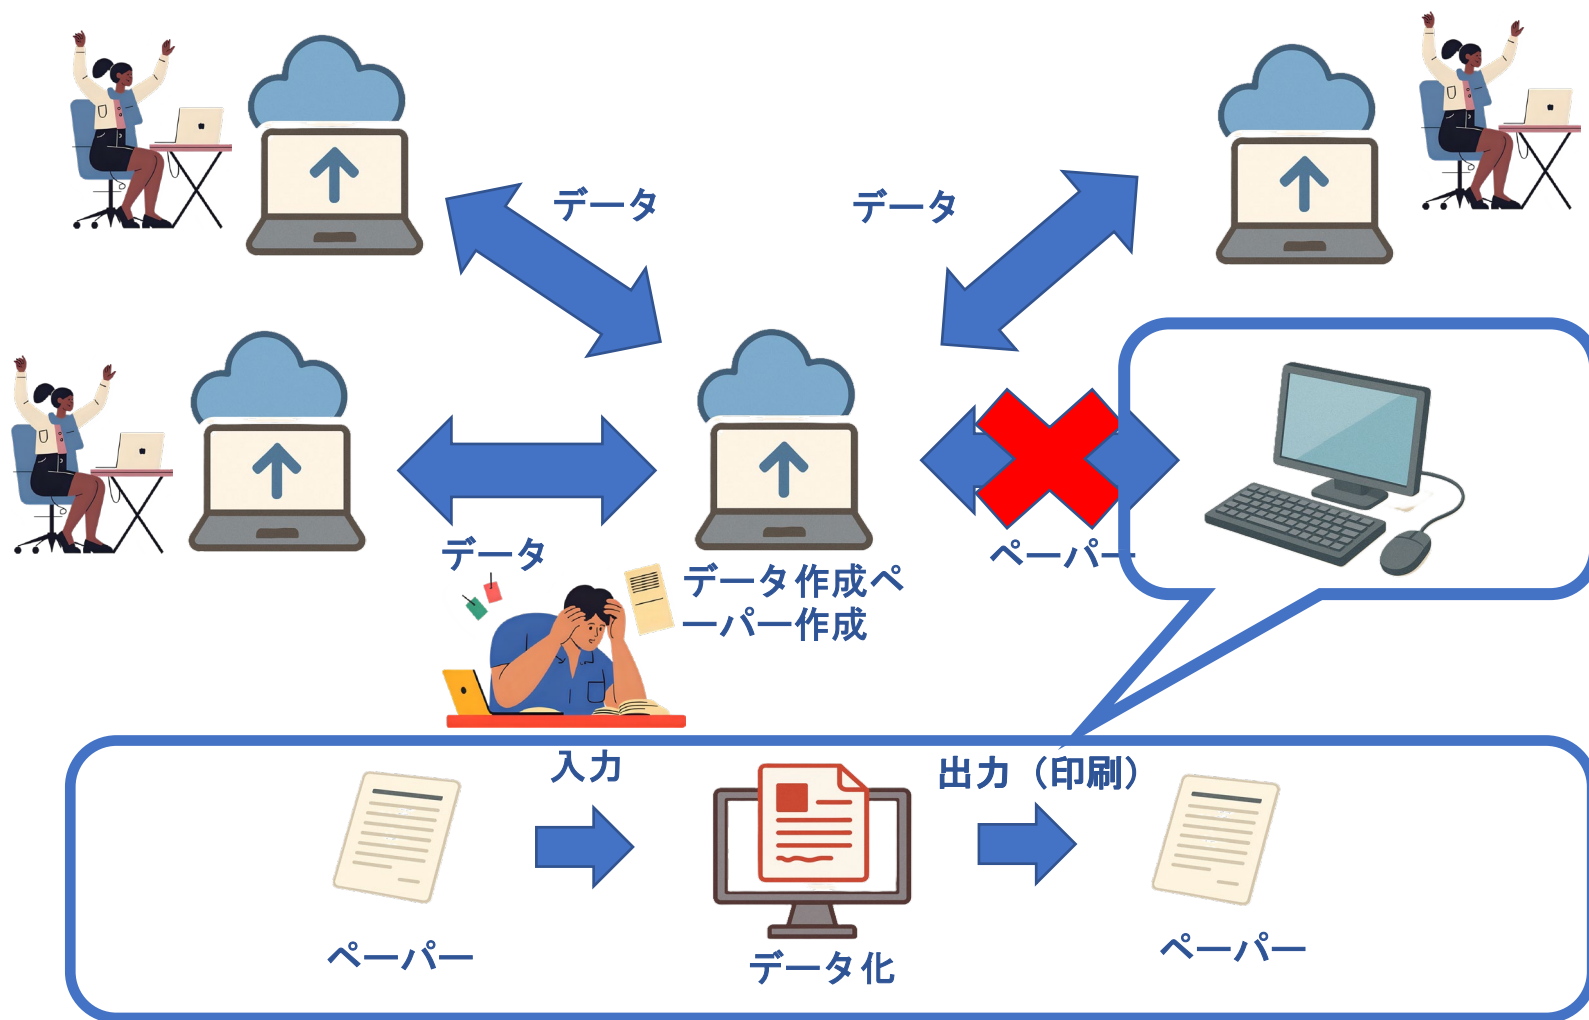 データ
データ
データ
ペーパー
データ作成ペ
ーパー作成
入力
出力（印刷）
ペーパー
データ化
ペーパー